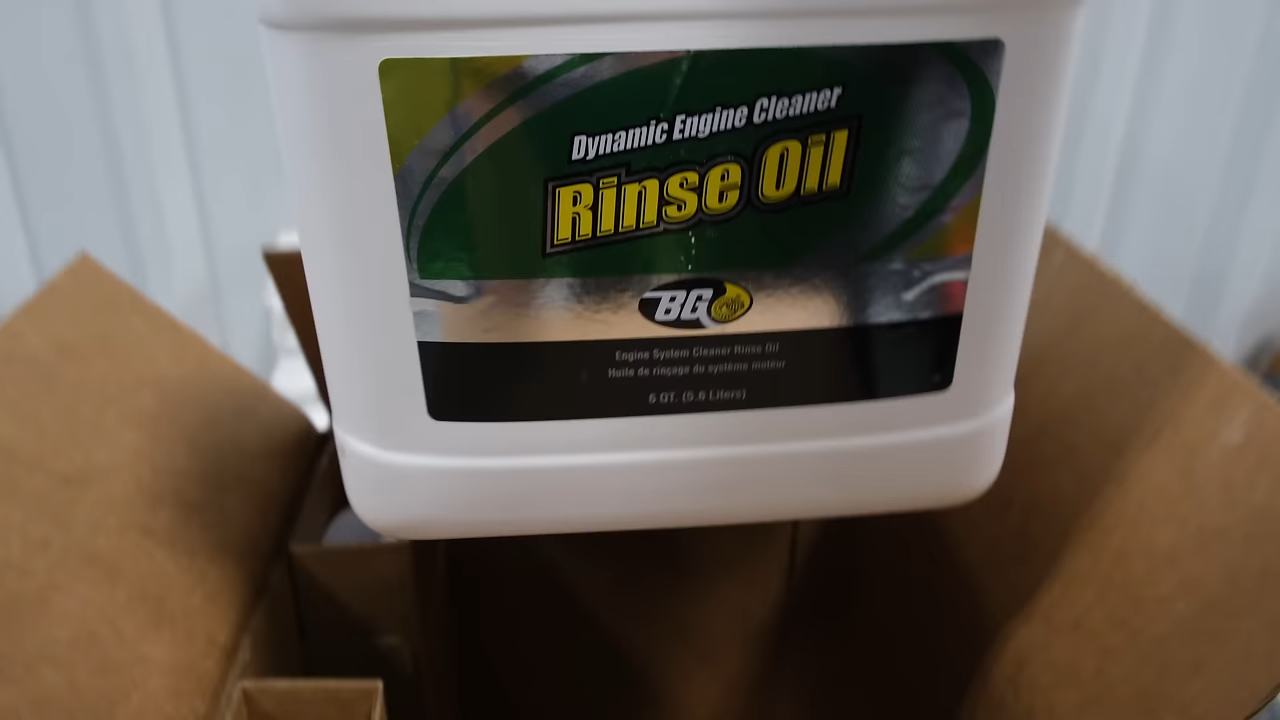 Dynamic Engine Cleaner
Rinse Oil
BG
Engine System Cleaner Rinse Oil
Huile de rinçage du système moteur
6 QT. (5.6 Liters)